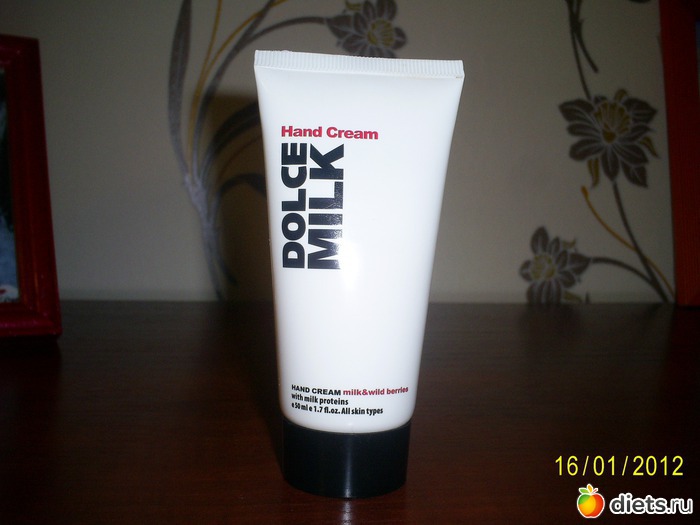 Hand Cream
DOLCE
MILK
HAND CREAM milk&wild berries
with milk proteins
e 50 ml e 1.7 fl.oz. All skin types
16/01/2012
diets.ru